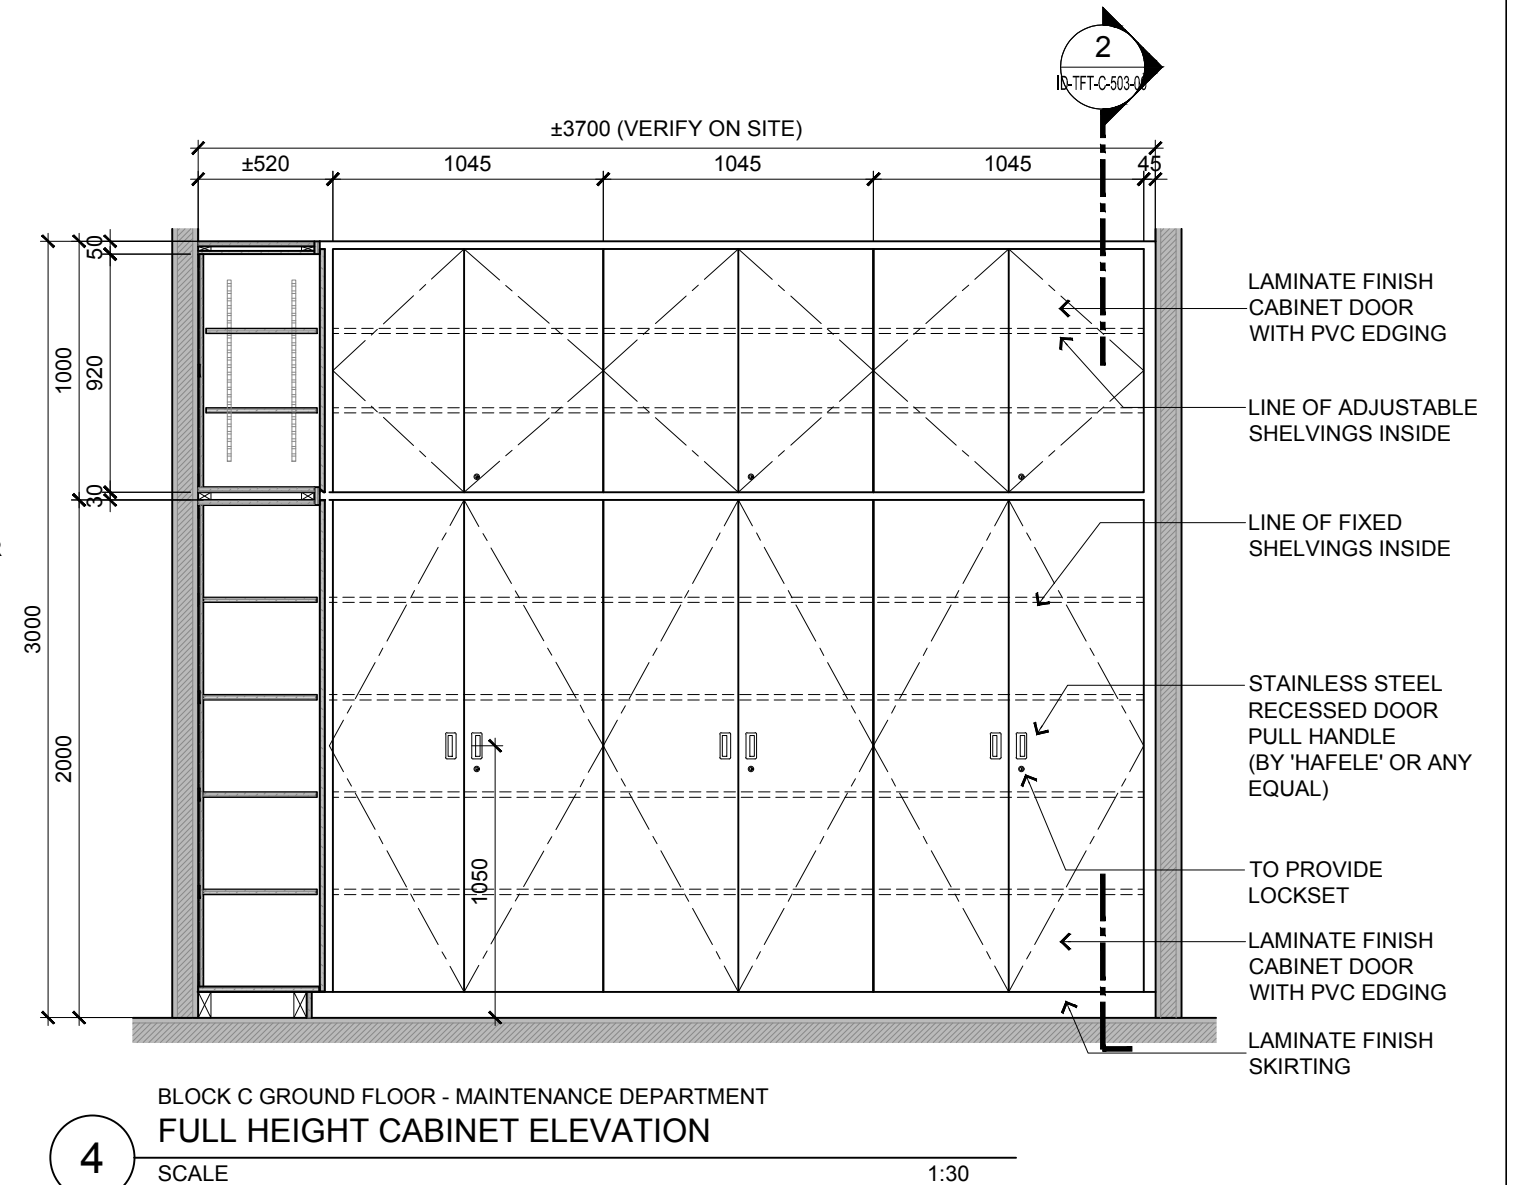 2
ID-TFT-C-503-0
±3700 (VERIFY ON SITE)
±520
1045
1045
1045
45
50
920
30
1000
2000
3000
1050
LAMINATE FINISH
CABINET DOOR
WITH PVC EDGING
LINE OF ADJUSTABLE
SHELVINGS INSIDE
LINE OF FIXED
SHELVINGS INSIDE
STAINLESS STEEL
RECESSED DOOR
PULL HANDLE
(BY 'HAFELE' OR ANY
EQUAL)
TO PROVIDE
LOCKSET
LAMINATE FINISH
CABINET DOOR
WITH PVC EDGING
LAMINATE FINISH
SKIRTING
BLOCK C GROUND FLOOR - MAINTENANCE DEPARTMENT
4
FULL HEIGHT CABINET ELEVATION
SCALE
1:30